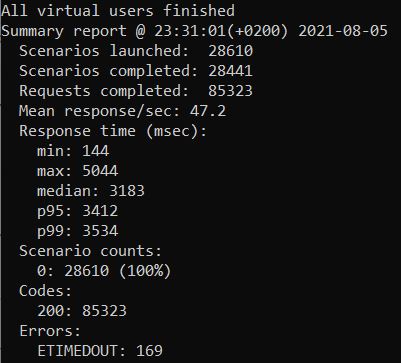 All virtual users finished
Summary report @ 23:31:01(+0200) 2021-08-05
Scenarios launched: 28610
Scenarios completed: 28441
Requests completed: 85323
Mean response/sec: 47.2
Response time (msec):
min: 144
max: 5044
median: 3183
p95: 3412
p99: 3534
Scenario counts:
0: 28610 (100%)
Codes:
200: 85323
Errors:
ETIMEDOUT: 169